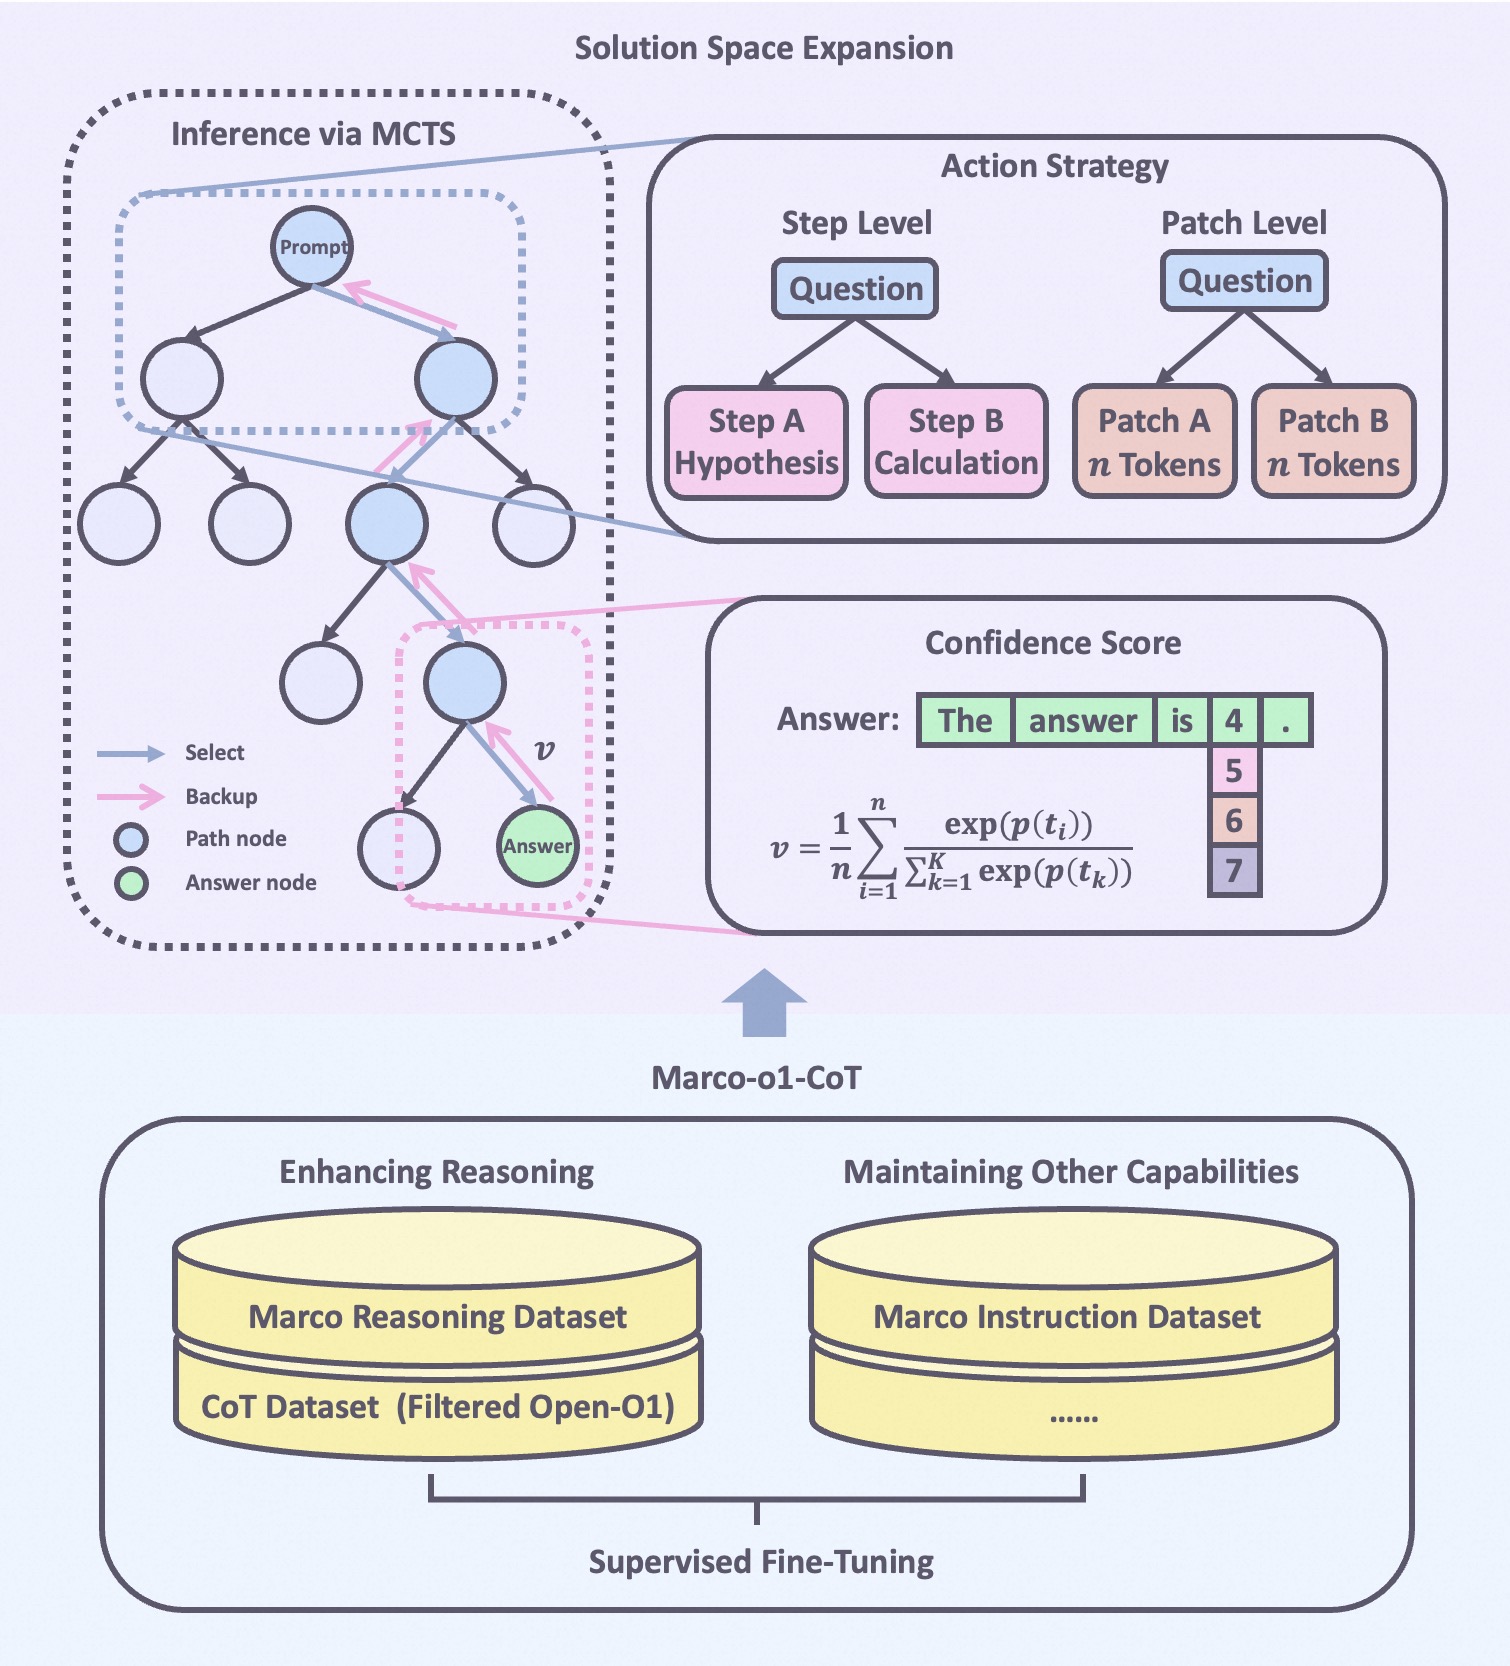 Solution Space Expansion
Inference via MCTS
Prompt
Select
Backup
Path node
Answer node
v
Answer
Action Strategy
Step Level
Question
Step A
Hypothesis
Step B
Calculation
Patch Level
Question
Patch A
n Tokens
Patch B
n Tokens
Confidence Score
Answer: The answer is 4 .
5
6
7
v = \frac{1}{n} \sum_{i=1}^{n} \frac{\exp(p(t_i))}{\sum_{k=1}^{K} \exp(p(t_k))}
Marco-o1-CoT
Enhancing Reasoning
Marco Reasoning Dataset
CoT Dataset (Filtered Open-O1)
Maintaining Other Capabilities
Marco Instruction Dataset
......
Supervised Fine-Tuning